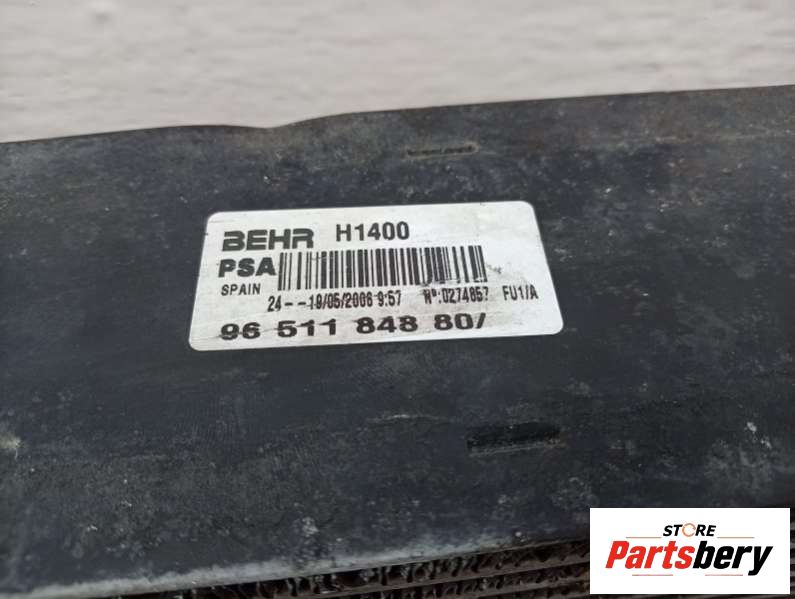 BEHR H1400
PSA
SPAIN
24--19/05/2006 9:57 Nº:0274857 FU1/A
96 511 848 80/
STORE
Partsbery